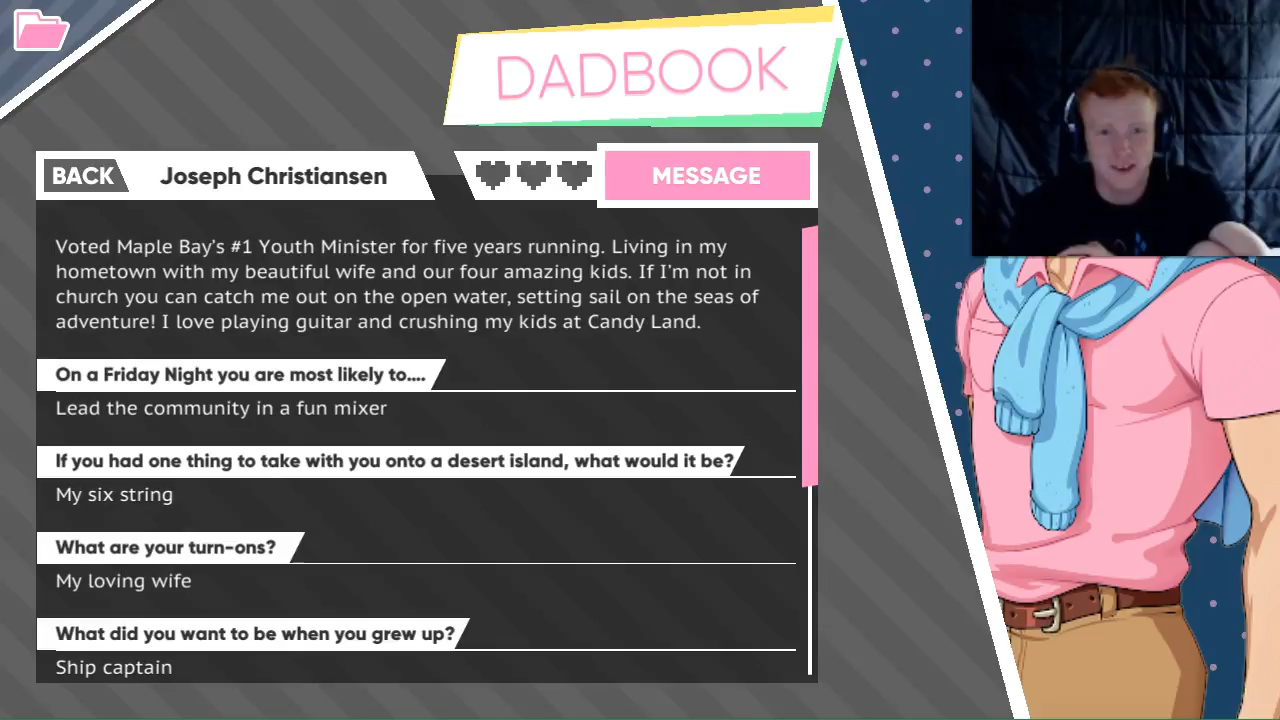 DADBOOK
BACK
Joseph Christiansen
MESSAGE
Voted Maple Bay's #1 Youth Minister for five years running. Living in my
hometown with my beautiful wife and our four amazing kids. If I'm not in
church you can catch me out on the open water, setting sail on the seas of
adventure! I love playing guitar and crushing my kids at Candy Land.
On a Friday Night you are most likely to....
Lead the community in a fun mixer
If you had one thing to take with you onto a desert island, what would it be?
My six string
What are your turn-ons?
My loving wife
What did you want to be when you grew up?
Ship captain